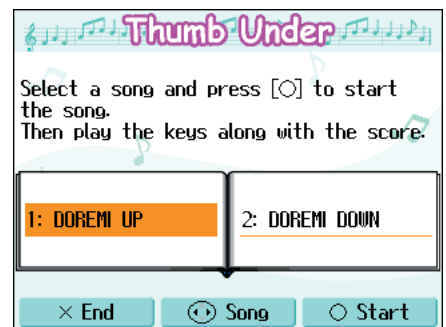 Thumb Under
Select a song and press [○] to start
the song.
Then play the keys along with the score.
1: DOREMI UP
2: DOREMI DOWN
× End
Song
○ Start